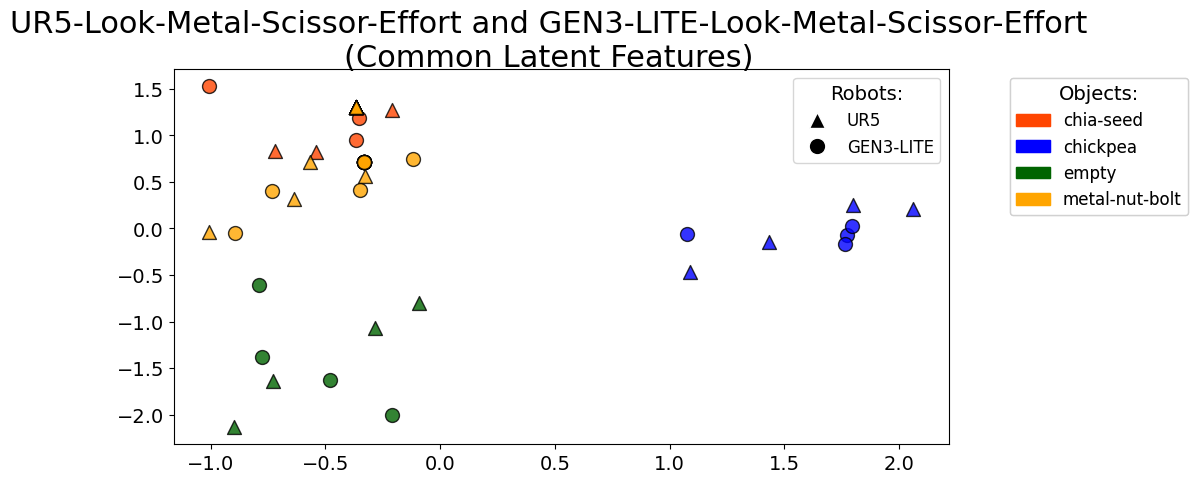 UR5-Look-Metal-Scissor-Effort and GEN3-LITE-Look-Metal-Scissor-Effort
(Common Latent Features)
1.5
1.0
0.5
0.0
−0.5
−1.0
−1.5
−2.0
−1.0
−0.5
0.0
0.5
1.0
1.5
2.0
Robots:
UR5
GEN3-LITE
Objects:
chia-seed
chickpea
empty
metal-nut-bolt